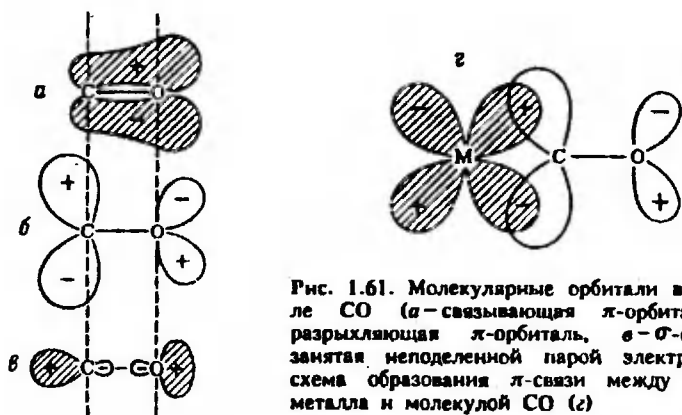 а
+
C O
-
б
+ -
C O
- +
в
+ C - - O +
г
- + -
M C O
+ - +
Рис. 1.61. Молекулярные орбитали в
ле CO (а — связывающая π-орбит
разрыхляющая π-орбиталь, в — σ-
занятая неподеленной парой электр
схема образования π-связи между
металла и молекулой CO (г)